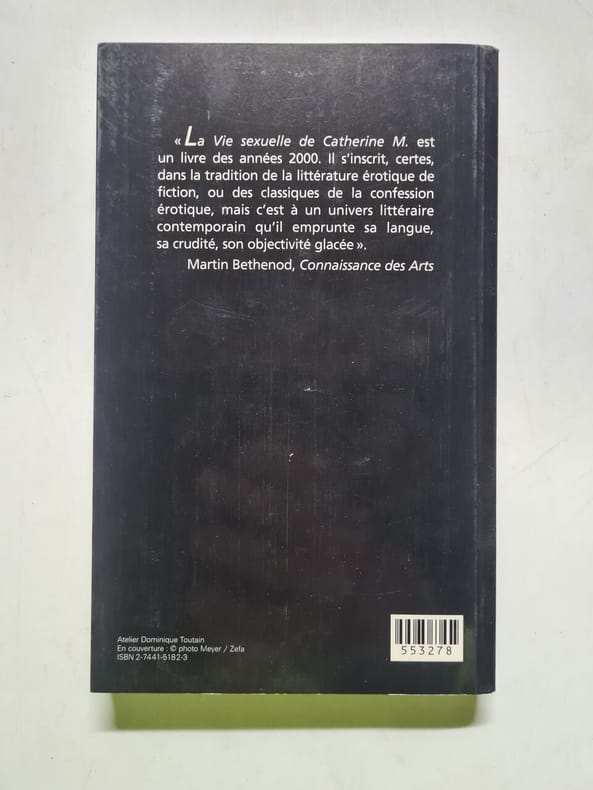 « La Vie sexuelle de Catherine M. est
un livre des années 2000. Il s'inscrit, certes,
dans la tradition de la littérature érotique de
fiction, ou des classiques de la confession
érotique, mais c'est à un univers littéraire
contemporain qu'il emprunte sa langue,
sa crudité, son objectivité glacée ».
Martin Bethenod, Connaissance des Arts
Atelier Dominique Toutain
En couverture : © photo Meyer / Zefa
ISBN 2-7441-5182-3
553278